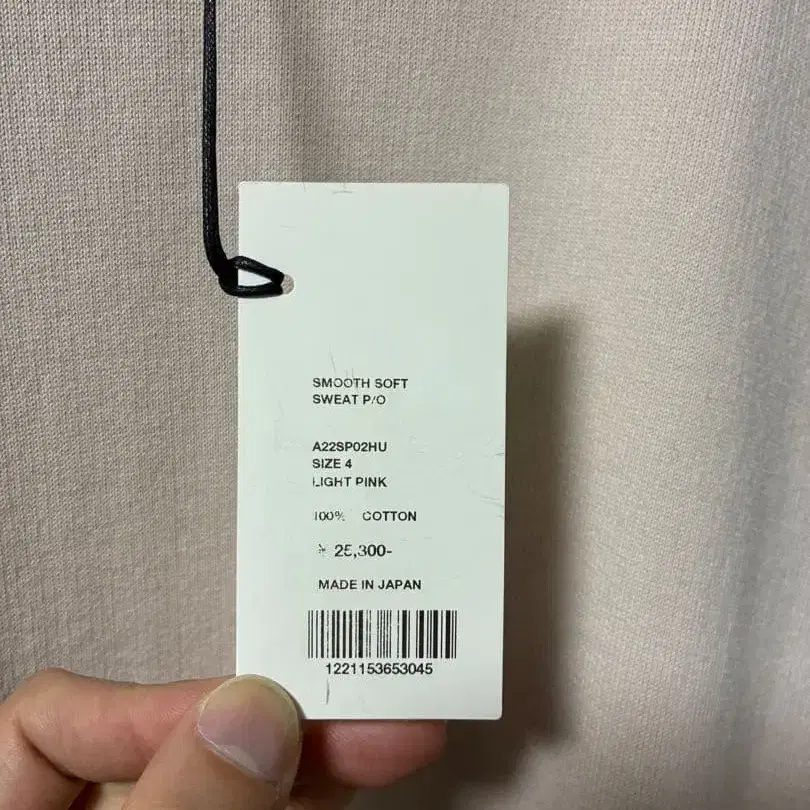 SMOOTH SOFT
SWEAT P/O
A22SP02HU
SIZE 4
LIGHT PINK
100% COTTON
¥ 25,300-
MADE IN JAPAN
1221153653045